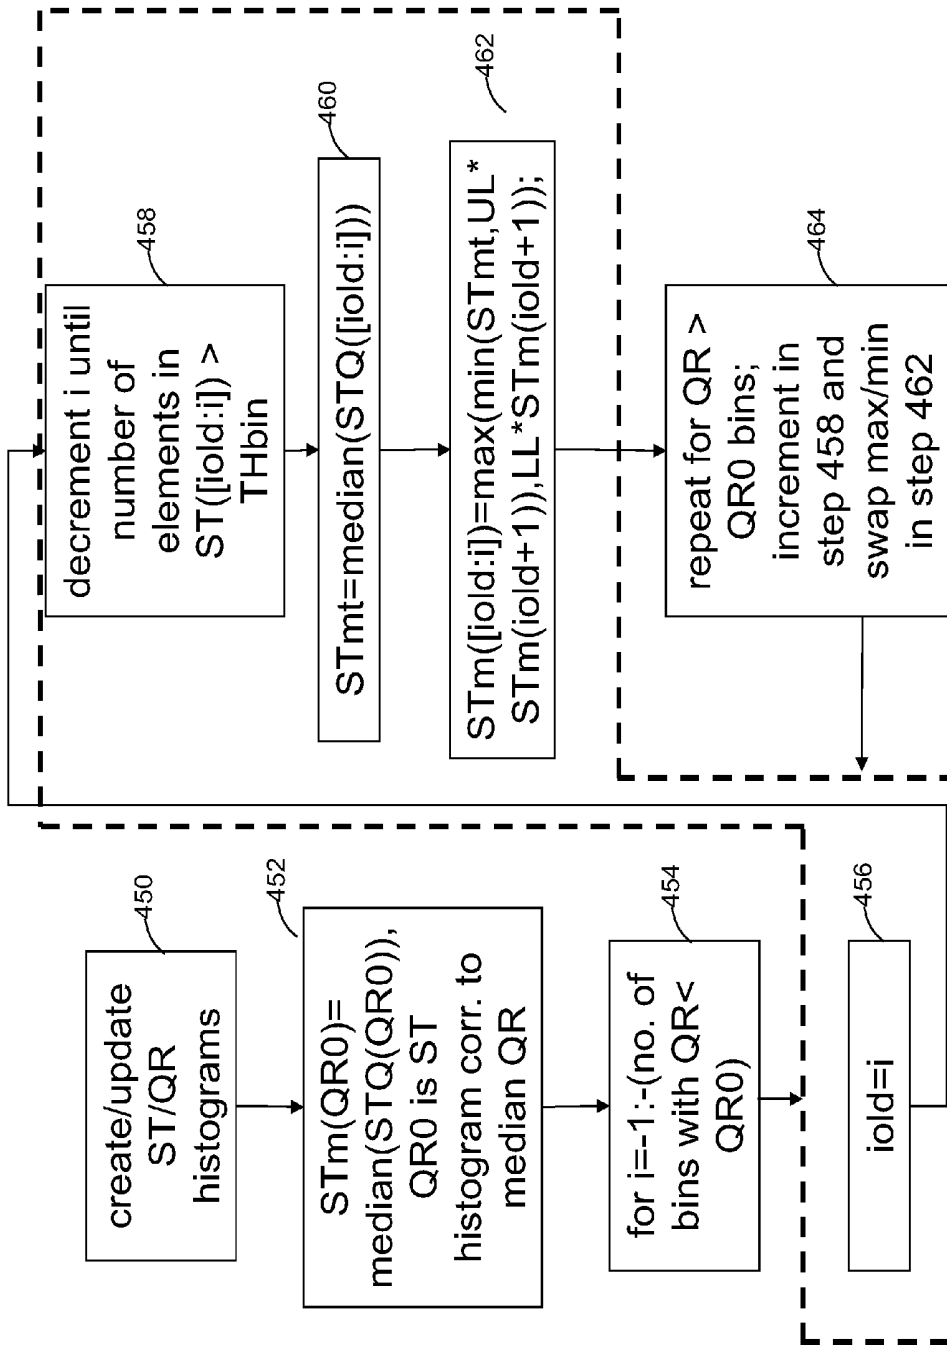 450
create/update
ST/QR
histograms
452
STm(QR0)=
median(STQ(QR0)),
QR0 is ST
histogram corr. to
median QR
454
for i=-1:-(no. of
bins with QR<
QR0)
456
iold=i
458
decrement i until
number of
elements in
ST([iold:i]) >
THbin
460
STmt=median(STQ([iold:i]))
462
STm([iold:i])=max(min(STmt,UL*
STm(iold+1)),LL*STm(iold+1));
464
repeat for QR >
QR0 bins;
increment in
step 458 and
swap max/min
in step 462